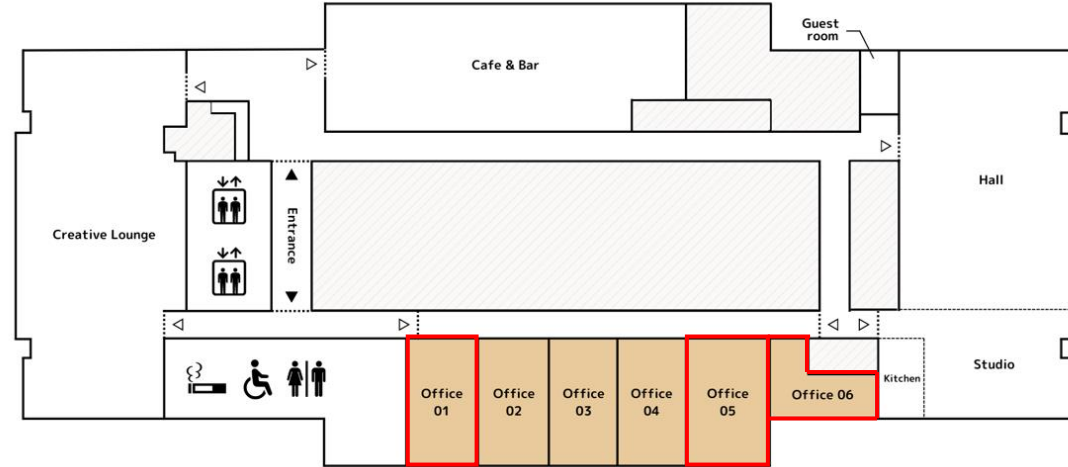 Guest
room
Cafe & Bar
Hall
Creative Lounge
Entrance
Studio
Kitchen
Office
01
Office
02
Office
03
Office
04
Office
05
Office 06